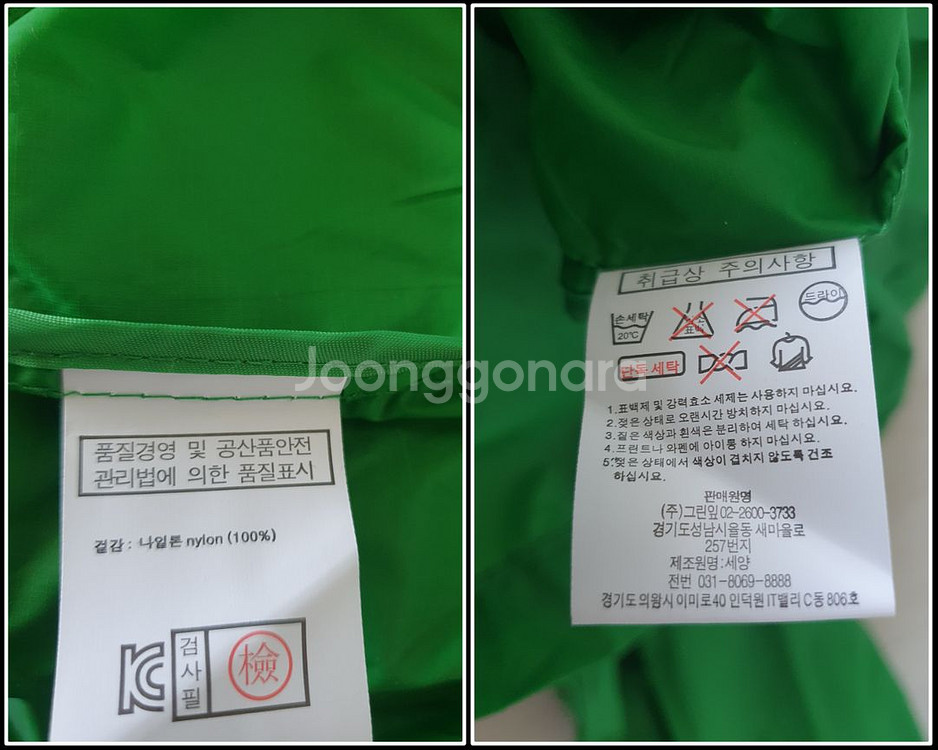 품질경영 및 공산품안전
관리법에 의한 품질표시
겉감 : 나일론 nylon (100%)
검사필
檢
취급상 주의사항
손세탁
20℃
표백
드라이
단독세탁
1.표백제 및 강력효소 세제는 사용하지 마십시요.
2.젖은 상태로 오랜시간 방치하지 마십시요.
3.짙은 색상과 흰색은 분리하여 세탁 하십시요.
4.프린트나 와펜에 아이롱 하지 마십시요.
5.젖은 상태에서 색상이 겹치지 않도록 건조
하십시요.
판매원명
(주)그린잎 02-2600-3733
경기도성남시율동 새마을로
257번지
제조원명:세양
전번 031-8069-8888
경기도 의왕시 이미로40 인덕원 IT밸리 C동 806호
Joonggonara